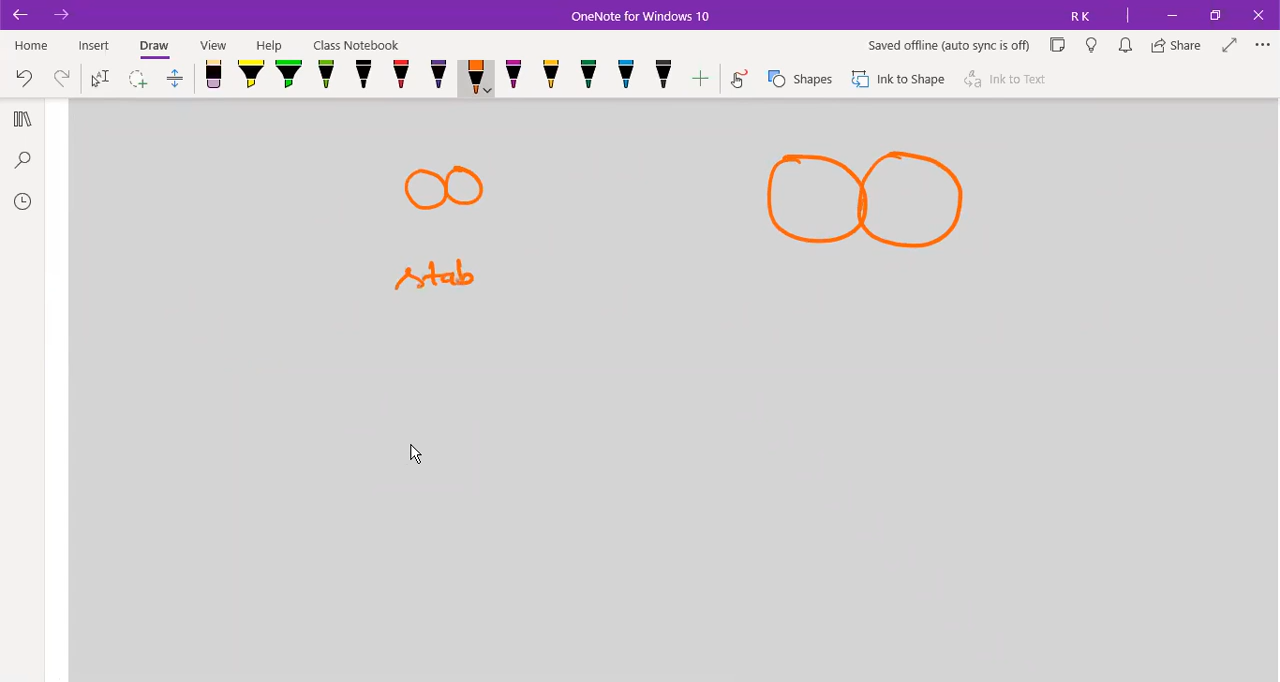 OneNote for Windows 10
R K
Home Insert Draw View Help Class Notebook
Saved offline (auto sync is off) Share
Shapes Ink to Shape Ink to Text
stab